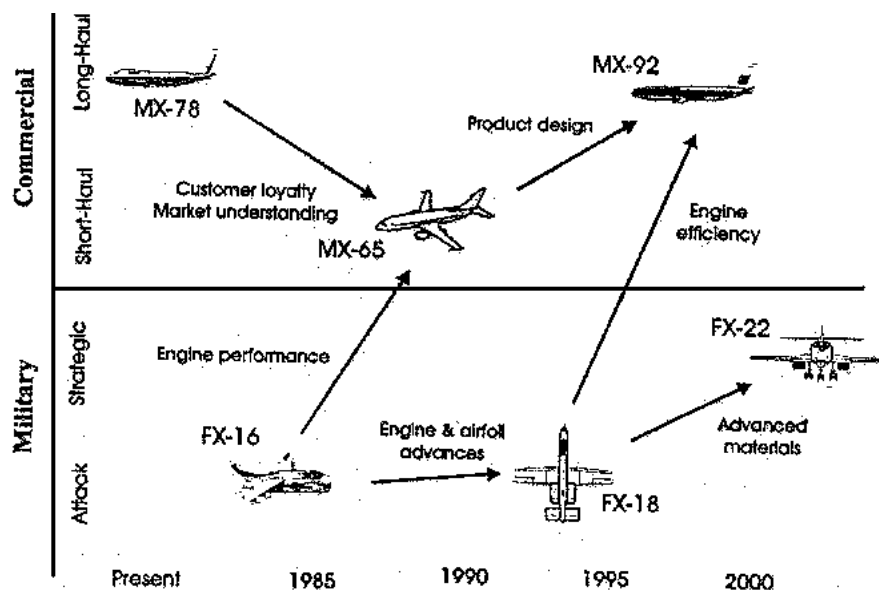 Commercial
Long-Haul
Short-Haul
MX-78
MX-92
Product design
Customer loyalty
Market understanding
MX-65
Engine
efficiency
Military
Strategic
Attack
FX-22
Engine performance
FX-16
Engine & airfoil
advances
Advanced
materials
FX-18
Present
1985
1990
1995
2000